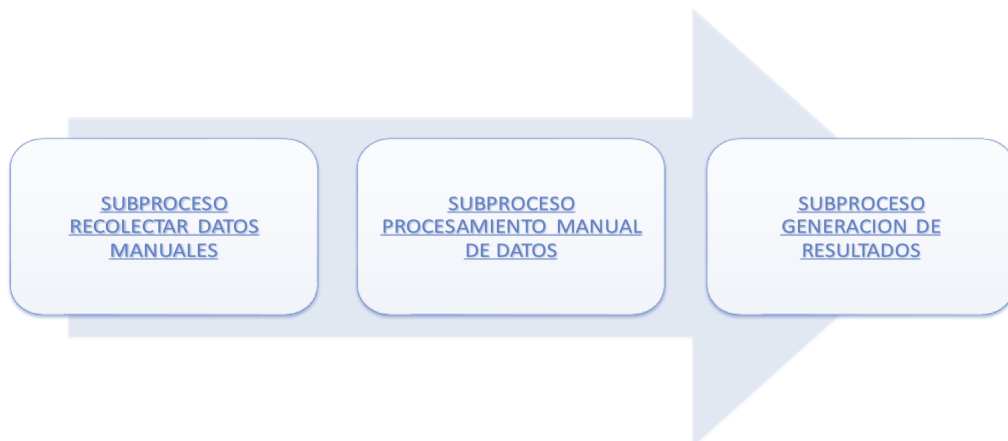 SUBPROCESO
RECOLECTAR DATOS
MANUALES
SUBPROCESO
PROCESAMIENTO MANUAL
DE DATOS
SUBPROCESO
GENERACION DE
RESULTADOS